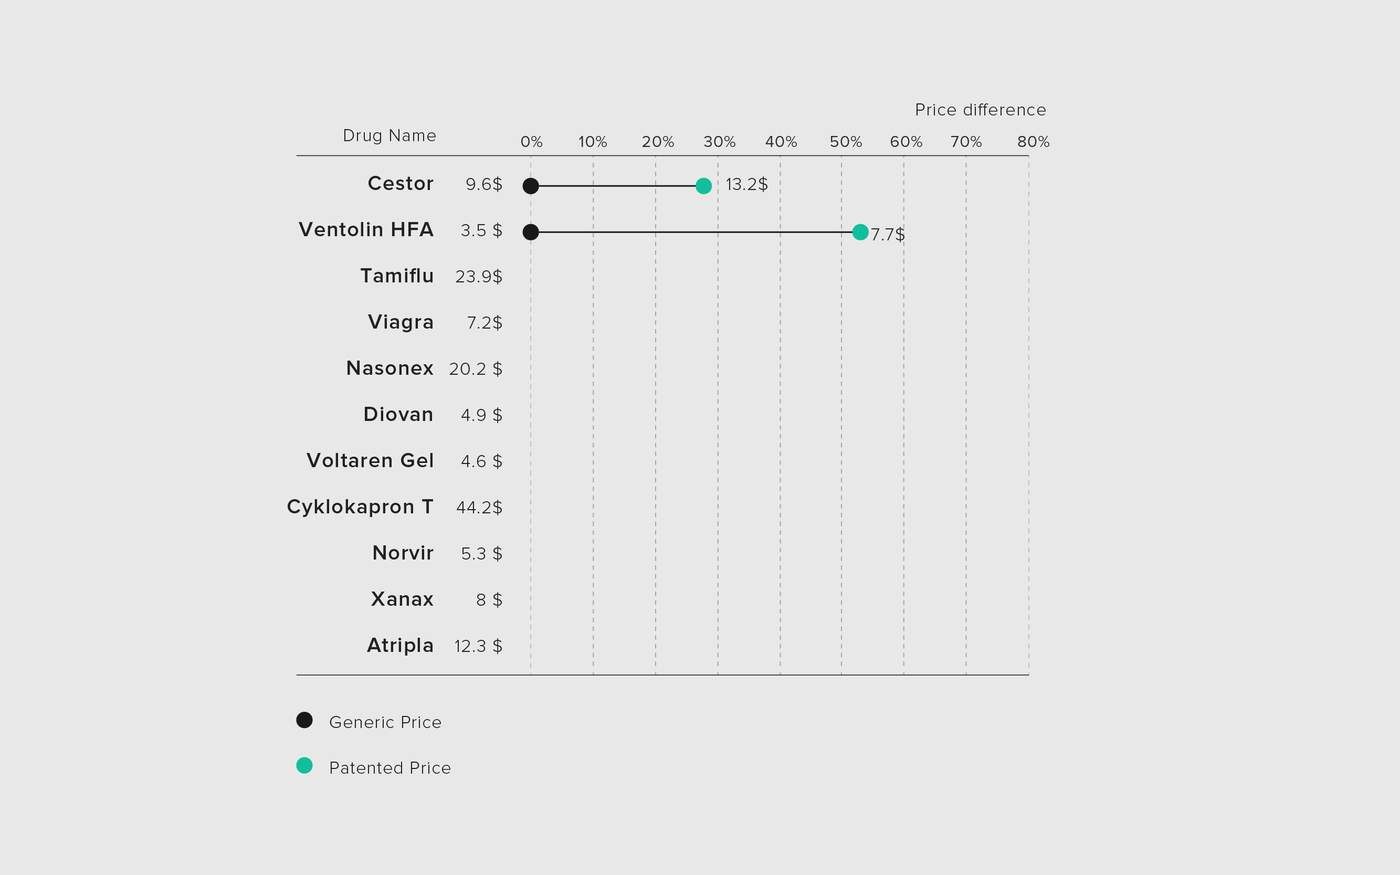 Price difference
Drug Name 0% 10% 20% 30% 40% 50% 60% 70% 80%
Cestor 9.6$ 13.2$
Ventolin HFA 3.5 $ 7.7$
Tamiflu 23.9$
Viagra 7.2$
Nasonex 20.2 $
Diovan 4.9 $
Voltaren Gel 4.6 $
Cyklokapron T 44.2$
Norvir 5.3 $
Xanax 8 $
Atripla 12.3 $
Generic Price
Patented Price